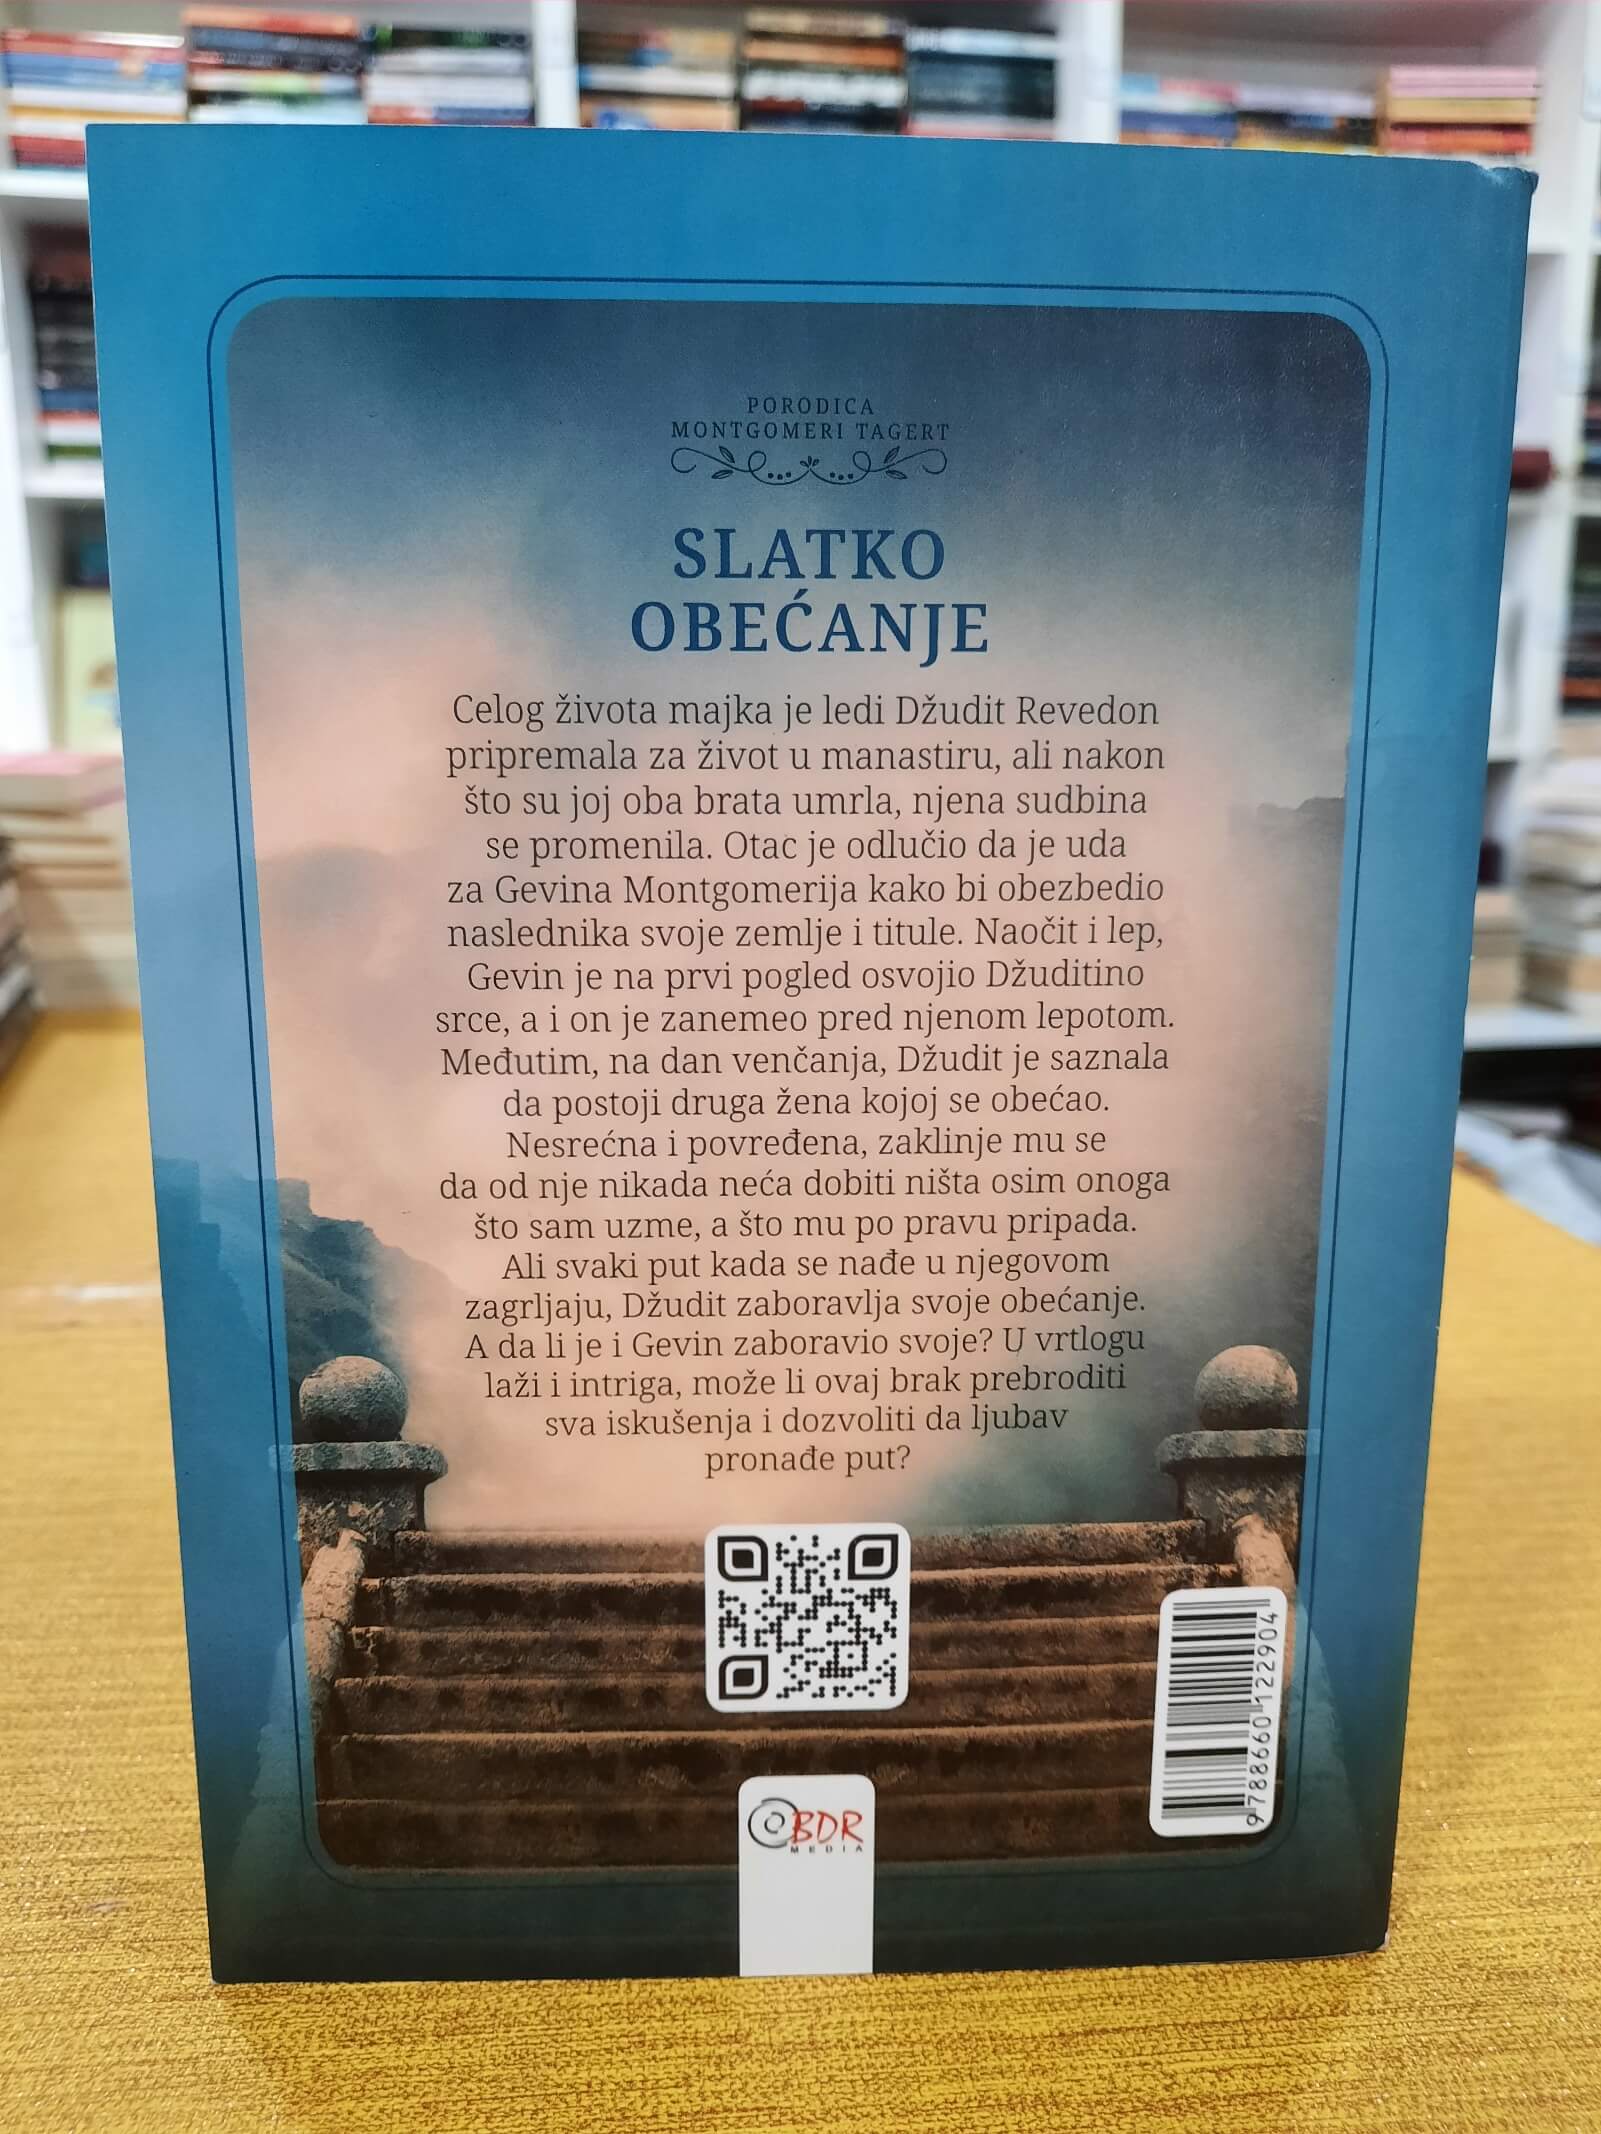 PORODICA
MONTGOMERI TAGERT
SLATKO
OBEĆANJE
Celog života majka je ledi Džudit Revedon
pripremala za život u manastiru, ali nakon
što su joj oba brata umrla, njena sudbina
se promenila. Otac je odlučio da je uda
za Gevina Montgomerija kako bi obezbedio
naslednika svoje zemlje i titule. Naočit i lep,
Gevin je na prvi pogled osvojio Džuditino
srce, a i on je zanemeo pred njenom lepotom.
Međutim, na dan venčanja, Džudit je saznala
da postoji druga žena kojoj se obećao.
Nesrećna i povređena, zaklinje mu se
da od nje nikada neća dobiti ništa osim onoga
što sam uzme, a što mu po pravu pripada.
Ali svaki put kada se nađe u njegovom
zagrljaju, Džudit zaboravlja svoje obećanje.
A da li je i Gevin zaboravio svoje? U vrtlogu
laži i intriga, može li ovaj brak prebroditi
sva iskušenja i dozvoliti da ljubav
pronađe put?
9 788660 122904
BDR
MEDIA